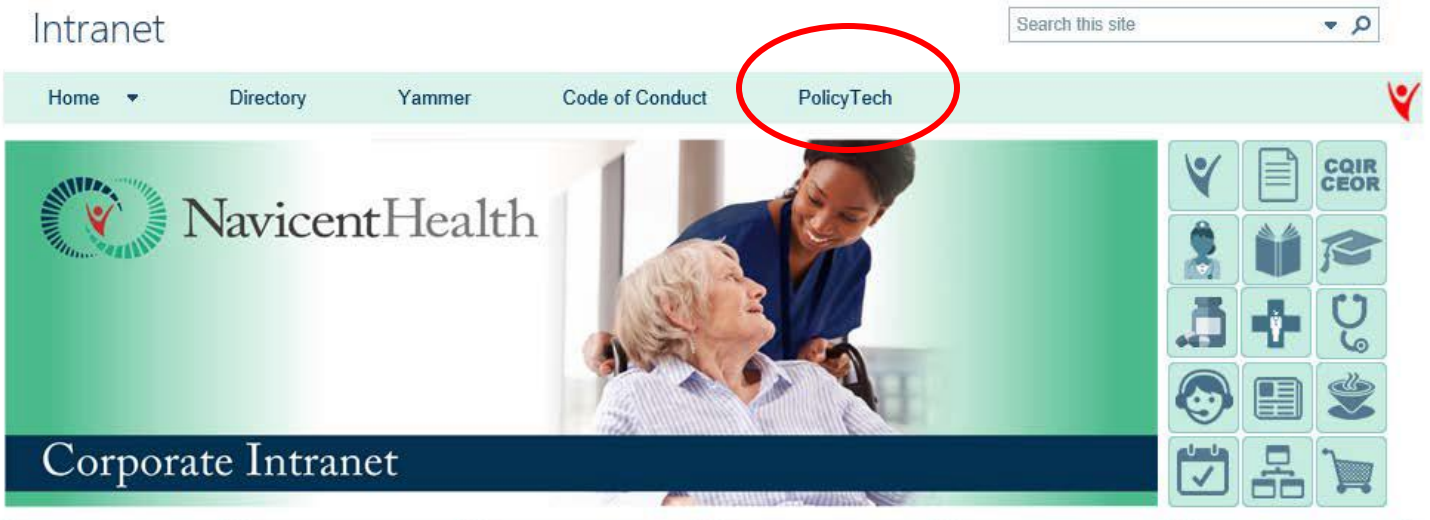 Intranet
Search this site
Home Directory Yammer Code of Conduct PolicyTech
NavicentHealth
CQIR
CEOR
Corporate Intranet